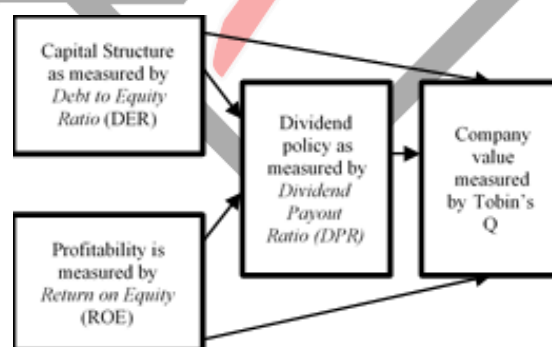 Capital Structure
as measured by
Debt to Equity
Ratio (DER)
Dividend
policy as
measured by
Dividend
Payout
Ratio (DPR)
Company
value
measured
by Tobin's
Q
Profitability is
measured by
Return on Equity
(ROE)